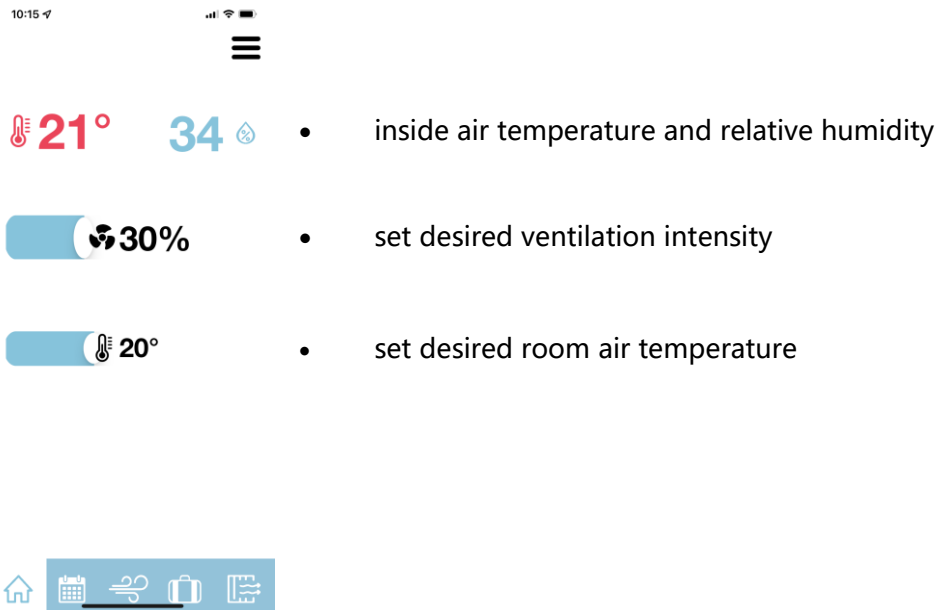 10:15
21° 34 %
• inside air temperature and relative humidity
30%
• set desired ventilation intensity
20°
• set desired room air temperature